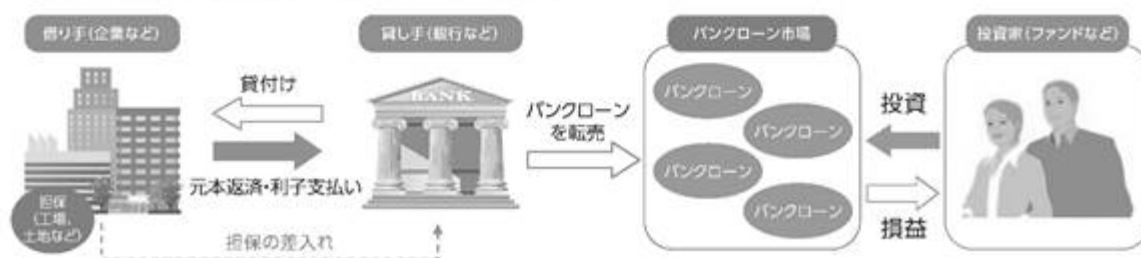 借り手(企業など)
貸し手(銀行など)
バンクローン市場
投資家(ファンドなど)
貸付け
元本返済・利子支払い
BANK
バンクローン
を転売
バンクローン
バンクローン
バンクローン
バンクローン
投資
損益
担保
(工場、
土地など)
担保の差入れ